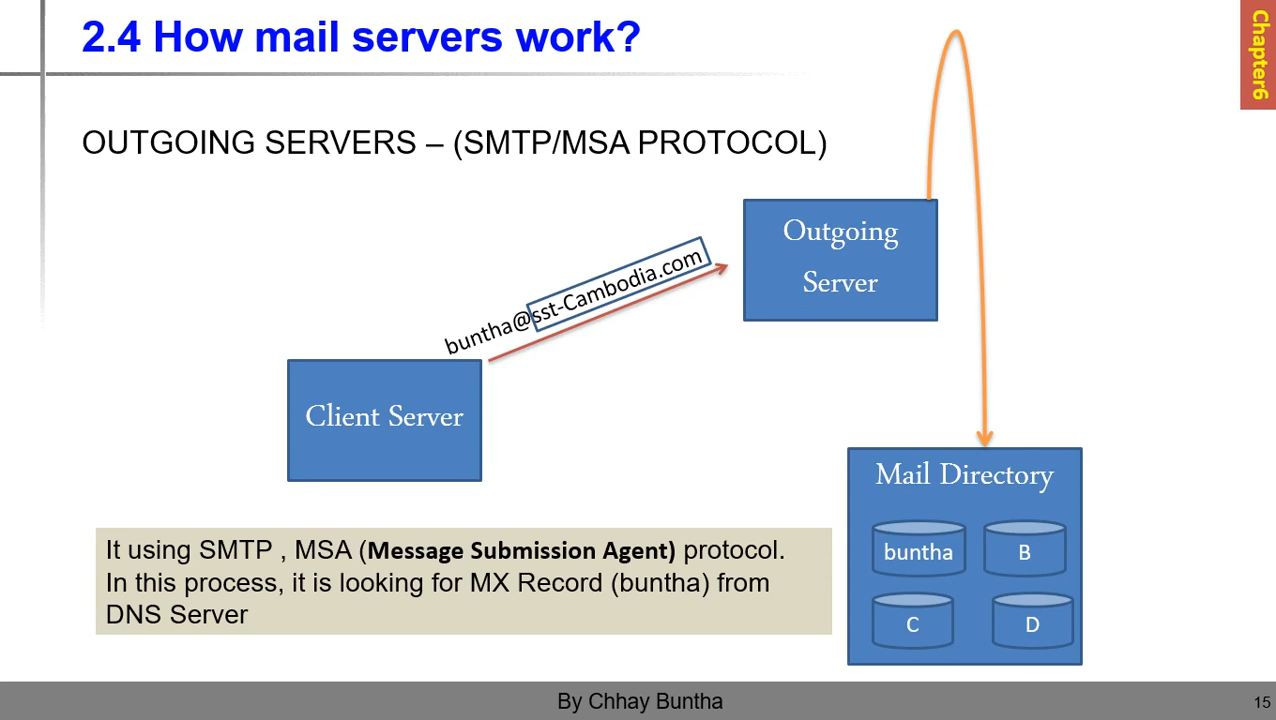 2.4 How mail servers work?
Chapter6
OUTGOING SERVERS – (SMTP/MSA PROTOCOL)
Outgoing
Server
buntha@sst-Cambodia.com
Client Server
Mail Directory
buntha
B
C
D
It using SMTP , MSA (Message Submission Agent) protocol.
In this process, it is looking for MX Record (buntha) from
DNS Server
By Chhay Buntha
15